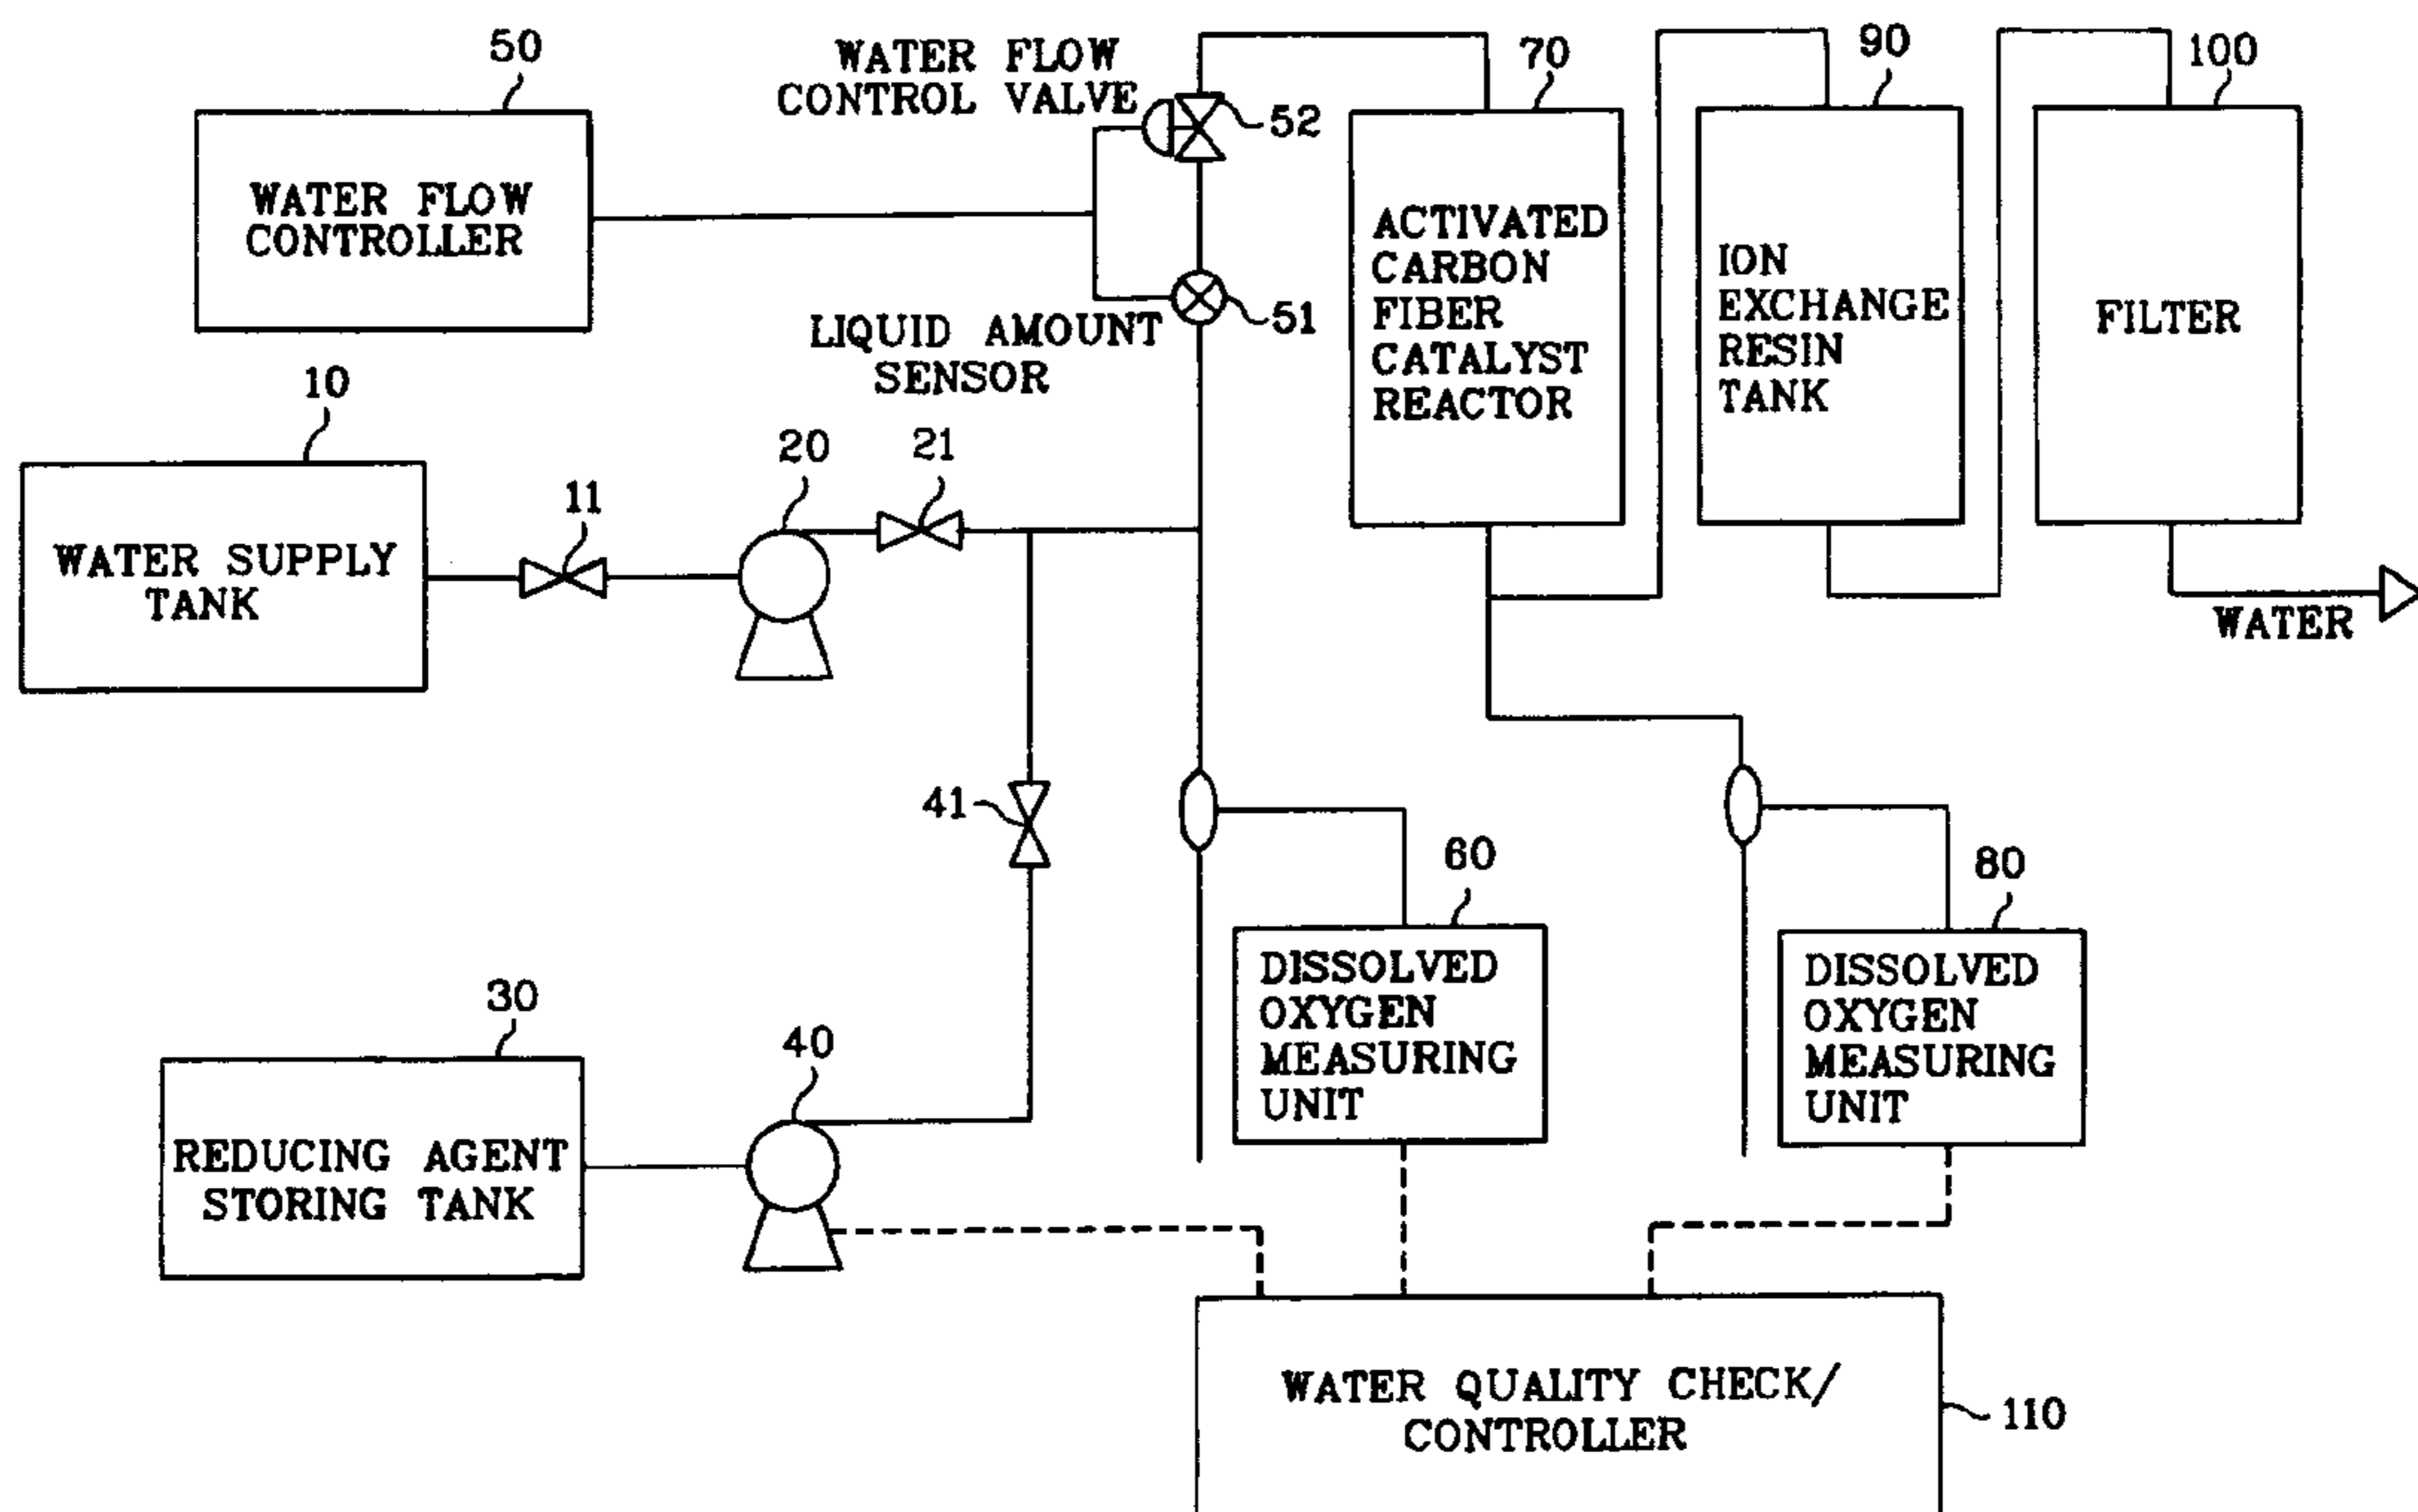 50
WATER FLOW
CONTROL VALVE
52
70
90
100
WATER FLOW
CONTROLLER
ACTIVATED
CARBON
FIBER
CATALYST
REACTOR
ION
EXCHANGE
RESIN
TANK
FILTER
51
LIQUID AMOUNT
SENSOR
10
11
20
21
WATER SUPPLY
TANK
WATER
41
60
80
DISSOLVED
OXYGEN
MEASURING
UNIT
DISSOLVED
OXYGEN
MEASURING
UNIT
30
40
REDUCING AGENT
STORING TANK
WATER QUALITY CHECK/
CONTROLLER
110